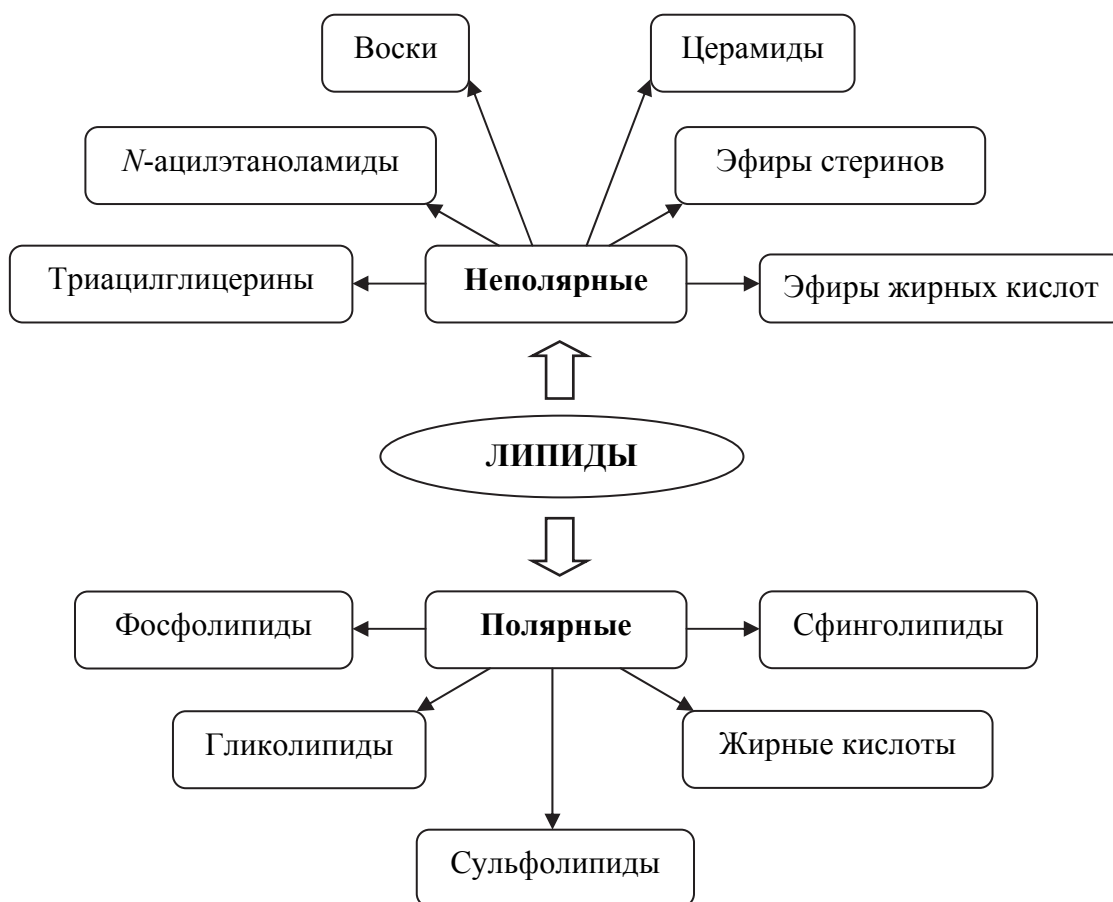 Воски
Церамиды
N-ацилэтаноламиды
Эфиры стеринов
Триацилглицерины
Неполярные
Эфиры жирных кислот
ЛИПИДЫ
Фосфолипиды
Полярные
Сфинголипиды
Гликолипиды
Жирные кислоты
Сульфолипиды